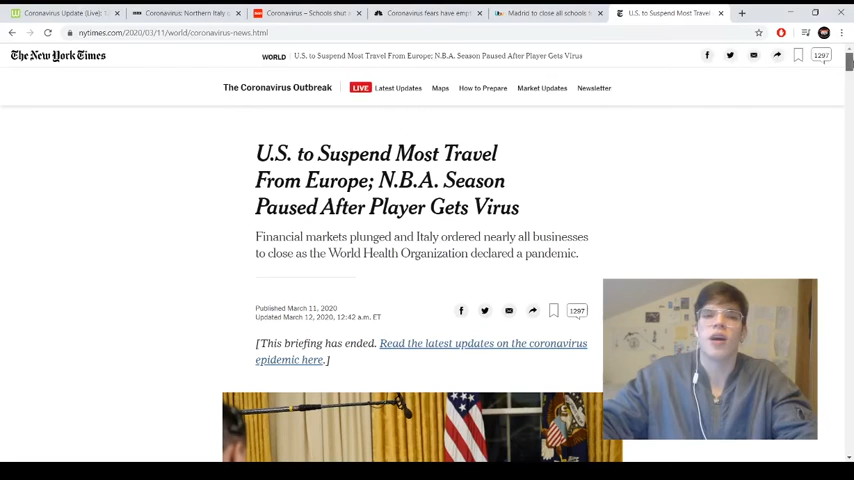 Coronavirus Update (Live):
Coronavirus: Northern Italy
Coronavirus – Schools shut
Coronavirus fears have emp
Madrid to close all schools
U.S. to Suspend Most Travel
nytimes.com/2020/03/11/world/coronavirus-news.html
The New York Times
WORLD
U.S. to Suspend Most Travel From Europe; N.B.A. Season Paused After Player Gets Virus
1297
The Coronavirus Outbreak
LIVE Latest Updates Maps How to Prepare Market Updates Newsletter
U.S. to Suspend Most Travel
From Europe; N.B.A. Season
Paused After Player Gets Virus
Financial markets plunged and Italy ordered nearly all businesses
to close as the World Health Organization declared a pandemic.
Published March 11, 2020
Updated March 12, 2020, 12:42 a.m. ET
1297
[This briefing has ended. Read the latest updates on the coronavirus
epidemic here.]